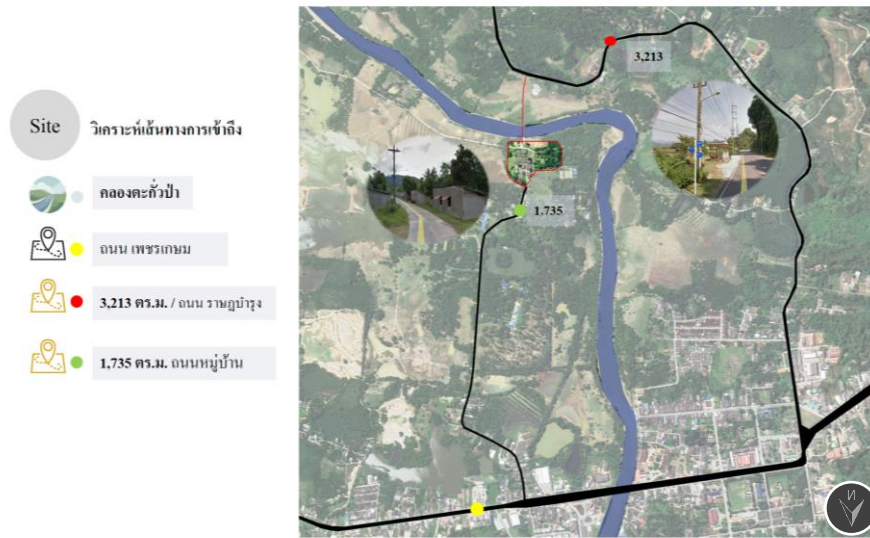 Site
วิเคราะห์เส้นทางการเข้าถึง
คลองตะกั่วป่า
ถนน เพชรเกษม
3,213 ตร.ม. / ถนน ราษฎบำรุง
1,735 ตร.ม. ถนนหมู่บ้าน
3,213
1,735
N